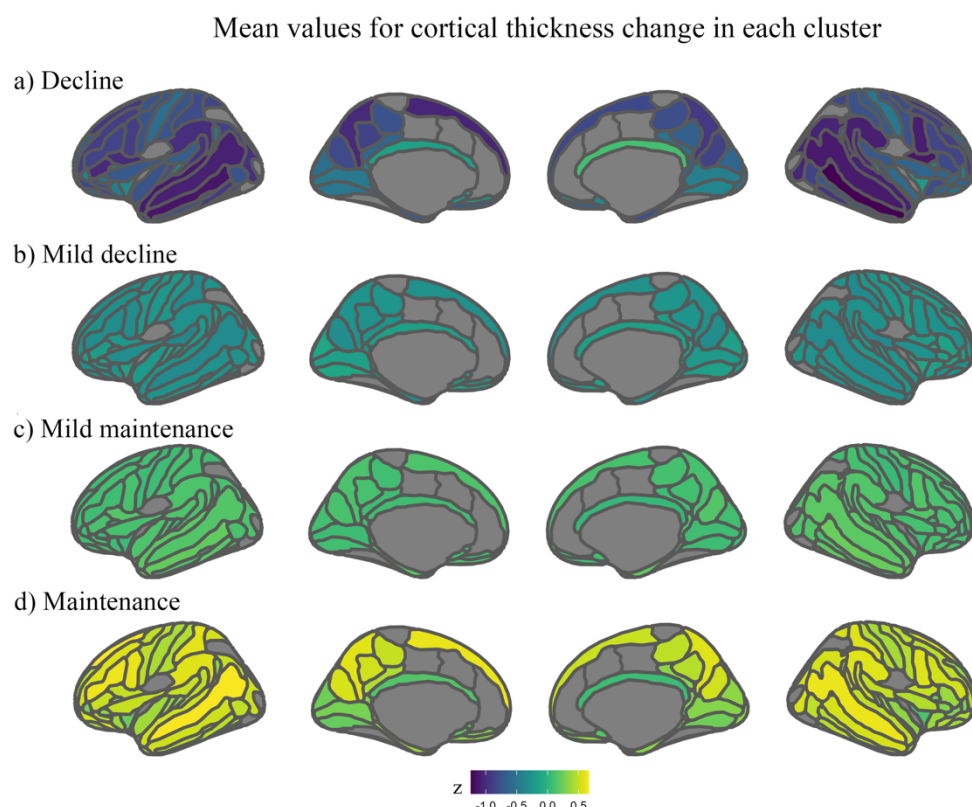 Mean values for cortical thickness change in each cluster
a) Decline
b) Mild decline
c) Mild maintenance
d) Maintenance
z
-1.0 -0.5 0.0 0.5